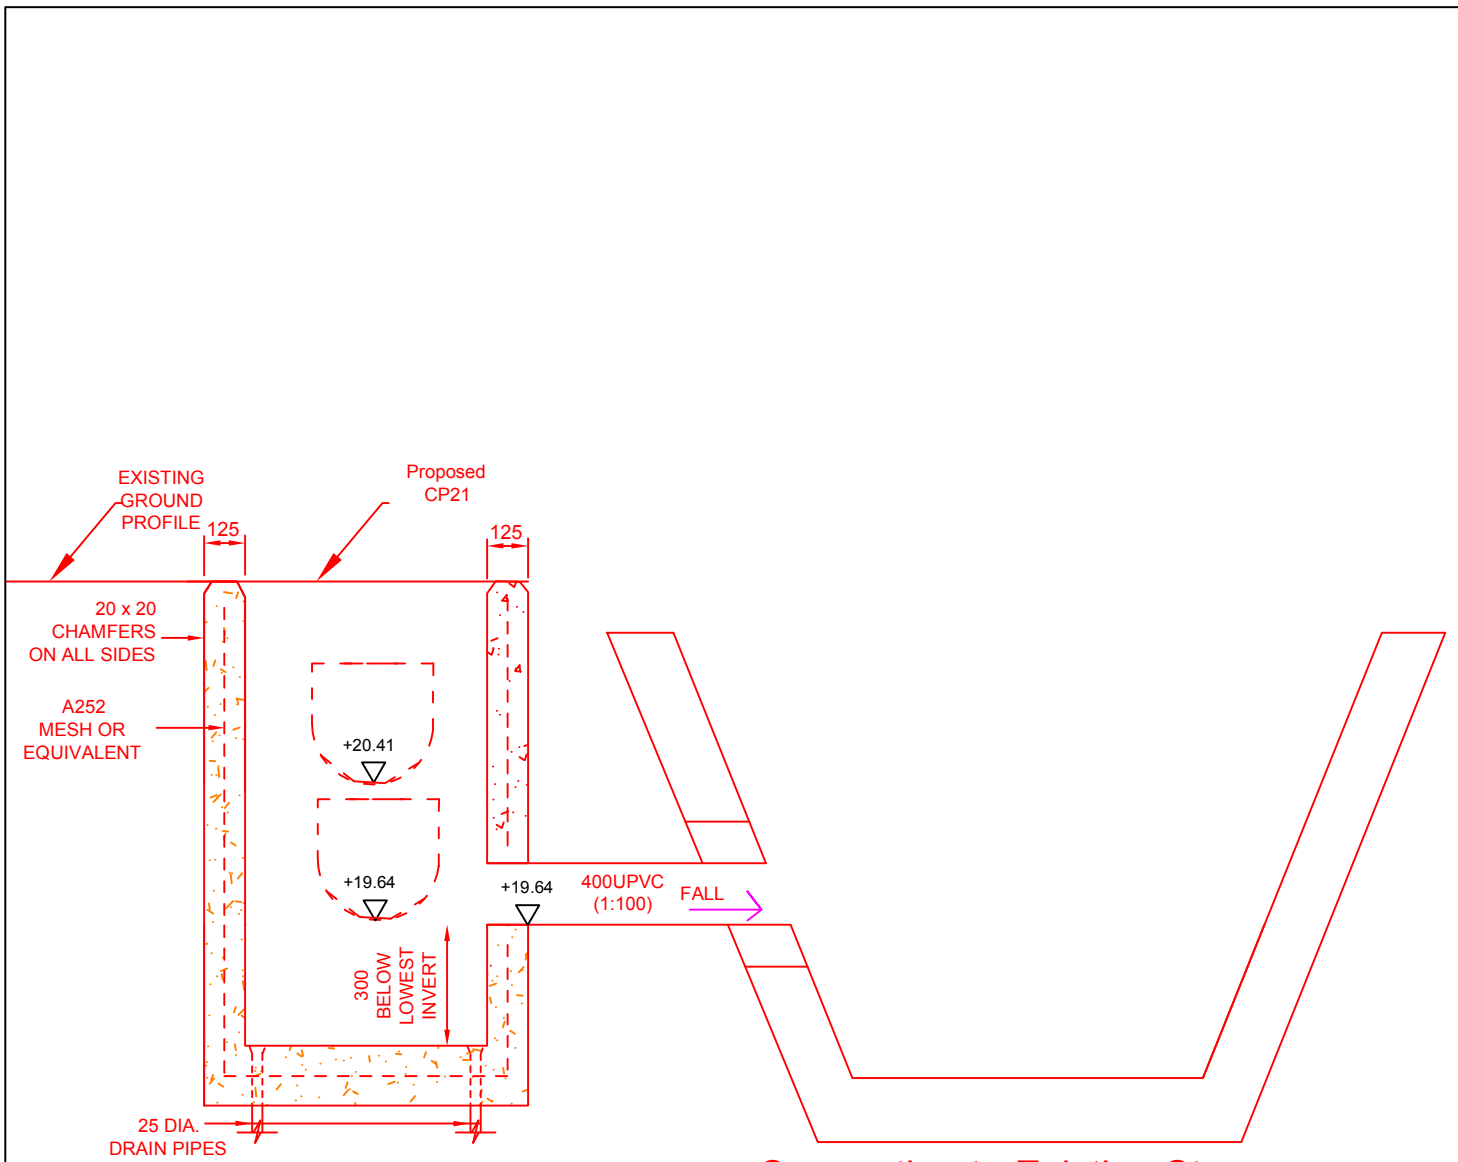 EXISTING
GROUND
PROFILE
Proposed
CP21
125
125
20 x 20
CHAMFERS
ON ALL SIDES
A252
MESH OR
EQUIVALENT
+20.41
+19.64
+19.64
400UPVC
(1:100)
FALL
300
BELOW
LOWEST
INVERT
25 DIA.
DRAIN PIPES